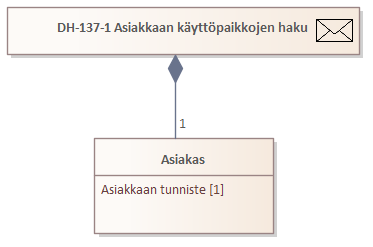 DH-137-1 Asiakkaan käyttöpaikkojen haku
1
Asiakas
Asiakkaan tunniste [1]